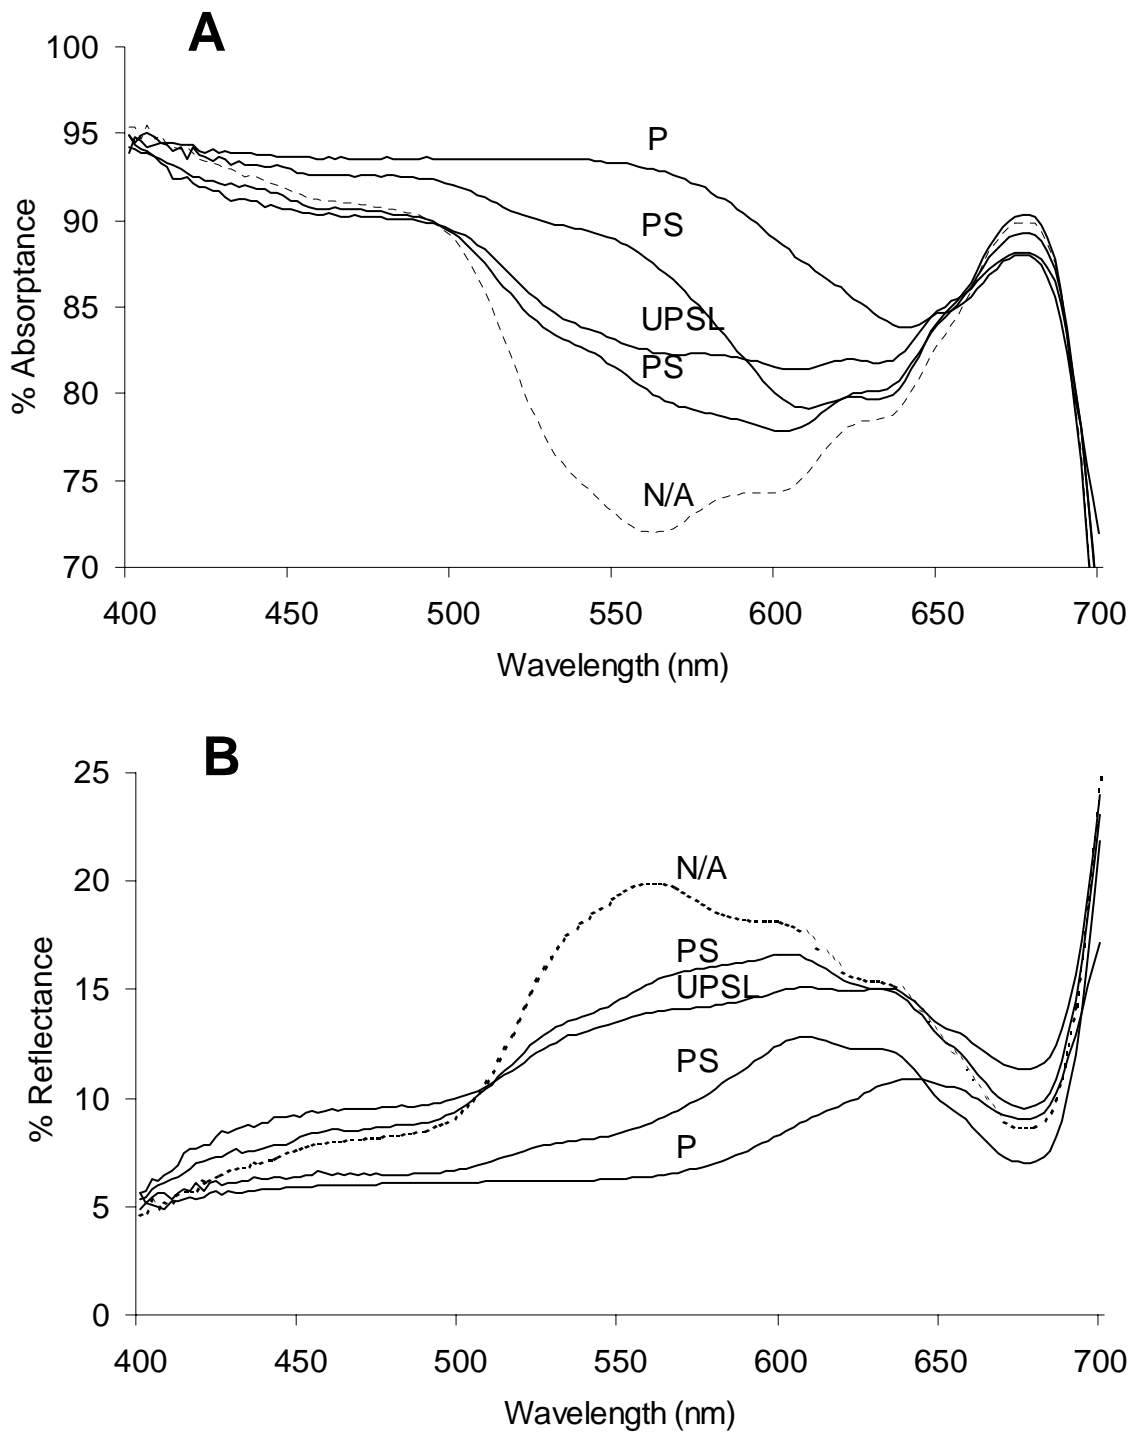 A
100
95
90
85
80
75
70
% Absorptance
P
PS
UPSL
PS
N/A
400 450 500 550 600 650 700
Wavelength (nm)
B
25
20
15
10
5
0
% Reflectance
N/A
PS
UPSL
PS
P
400 450 500 550 600 650 700
Wavelength (nm)